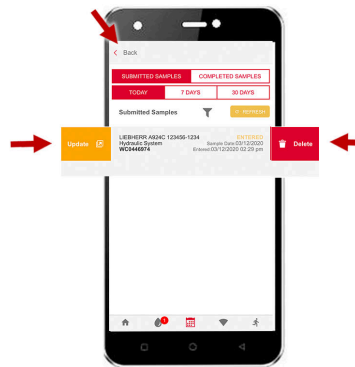 Back
SUBMITTED SAMPLES COMPLETED SAMPLES
TODAY 7 DAYS 30 DAYS
Submitted Samples REFRESH
Update LIEBHERR A924C 123456-1234 ENTERED Delete
Hydraulic System Sample Date:03/12/2020
WC0446974 Entered:03/12/2020 02 29 pm
1